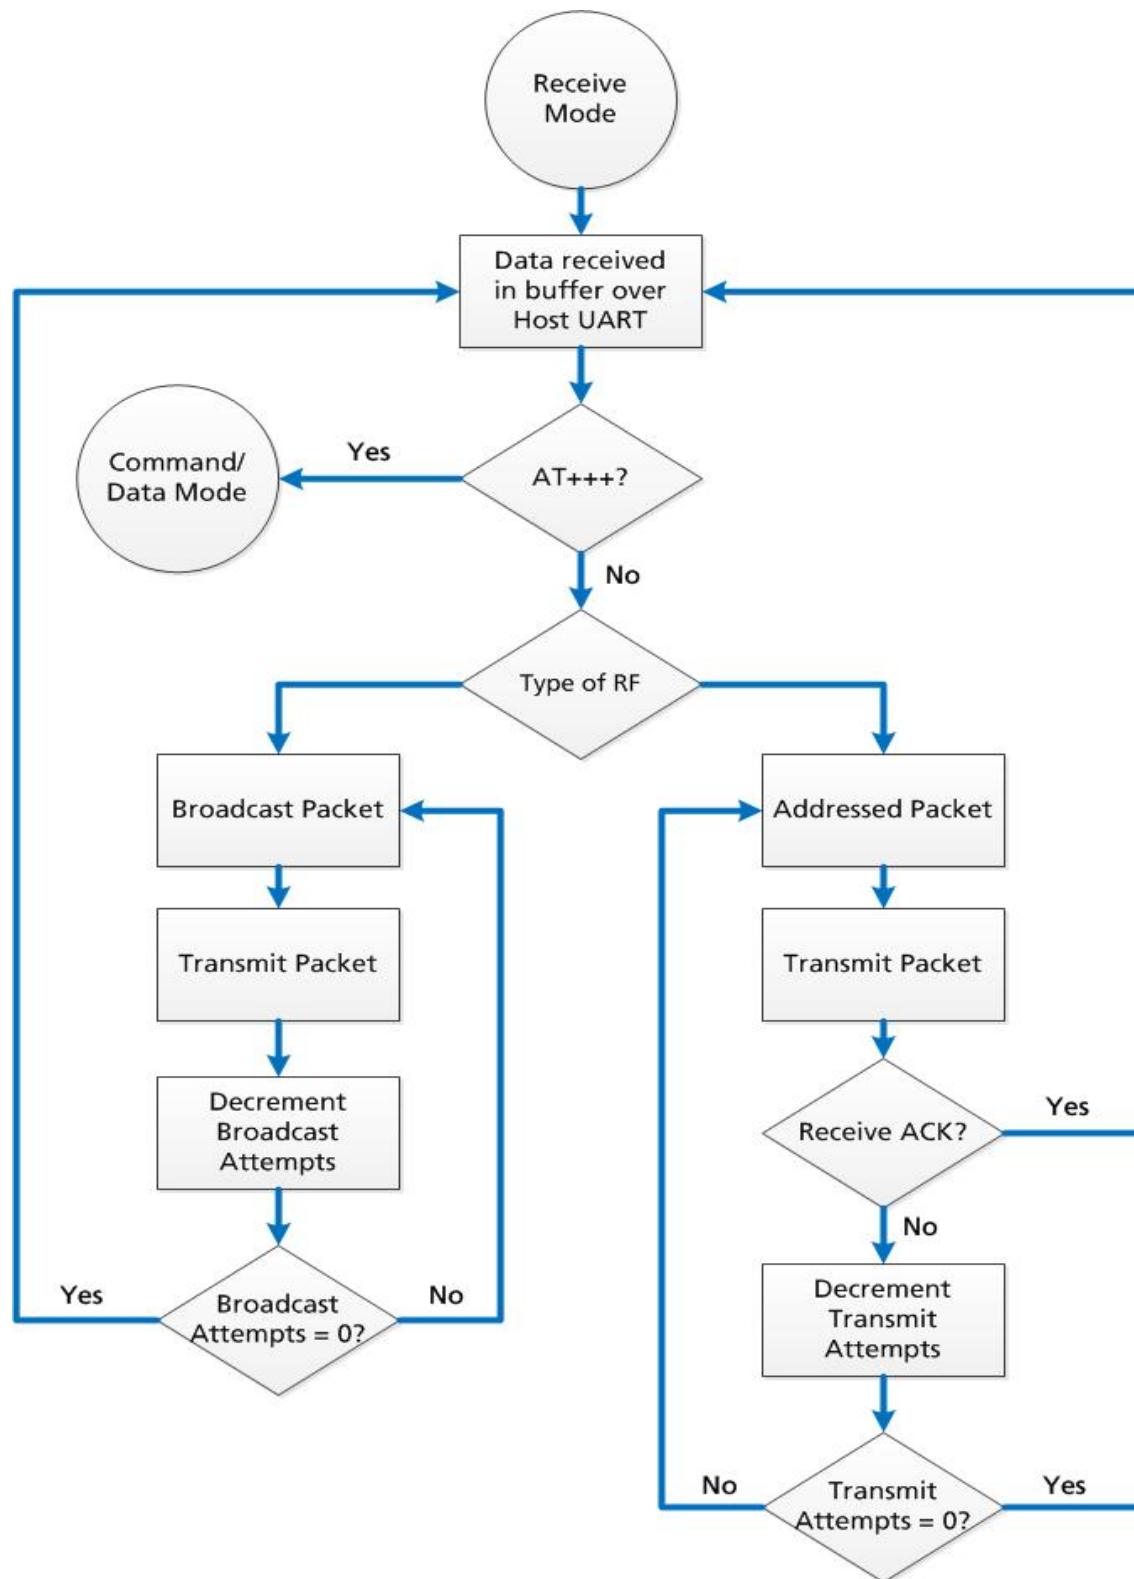 Receive
Mode
Data received
in buffer over
Host UART
Command/
Data Mode
Yes
AT+++?
No
Type of RF
Broadcast Packet
Addressed Packet
Transmit Packet
Transmit Packet
Decrement
Broadcast
Attempts
Receive ACK?
Yes
No
Yes
Broadcast
Attempts = 0?
No
Decrement
Transmit
Attempts
No
Transmit
Attempts = 0?
Yes